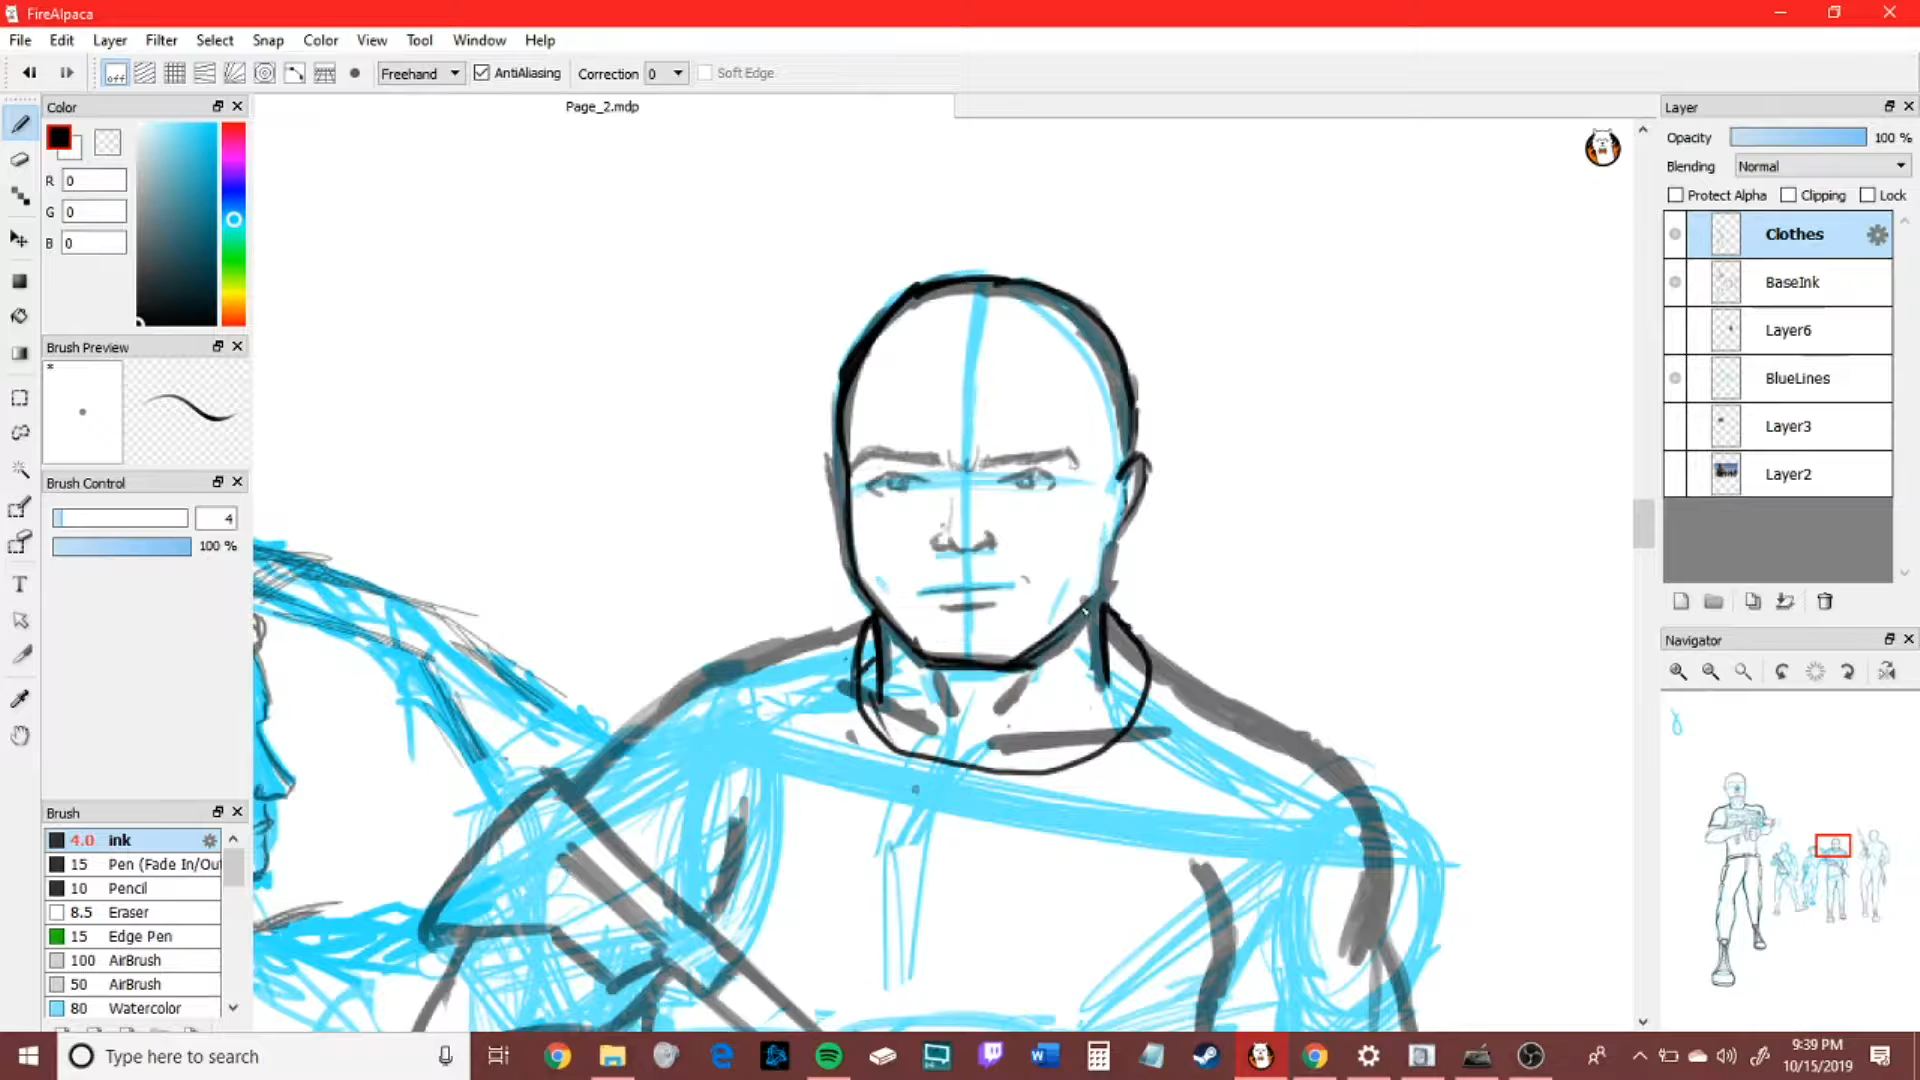 FireAlpaca
File Edit Layer Filter Select Snap Color View Tool Window Help
off Freehand AntiAliasing Correction 0 Soft Edge
Color
Page_2.mdp
Layer
Opacity 100 %
Blending Normal
Protect Alpha Clipping Lock
R 0
G 0
B 0
Clothes
BaseInk
Layer6
BlueLines
Layer3
Layer2
Brush Preview
*
Brush Control
4
100 %
T
Navigator
Brush
4.0 ink
15 Pen (Fade In/Ou
10 Pencil
8.5 Eraser
15 Edge Pen
100 AirBrush
50 AirBrush
80 Watercolor
Type here to search
9:39 PM
10/15/2019